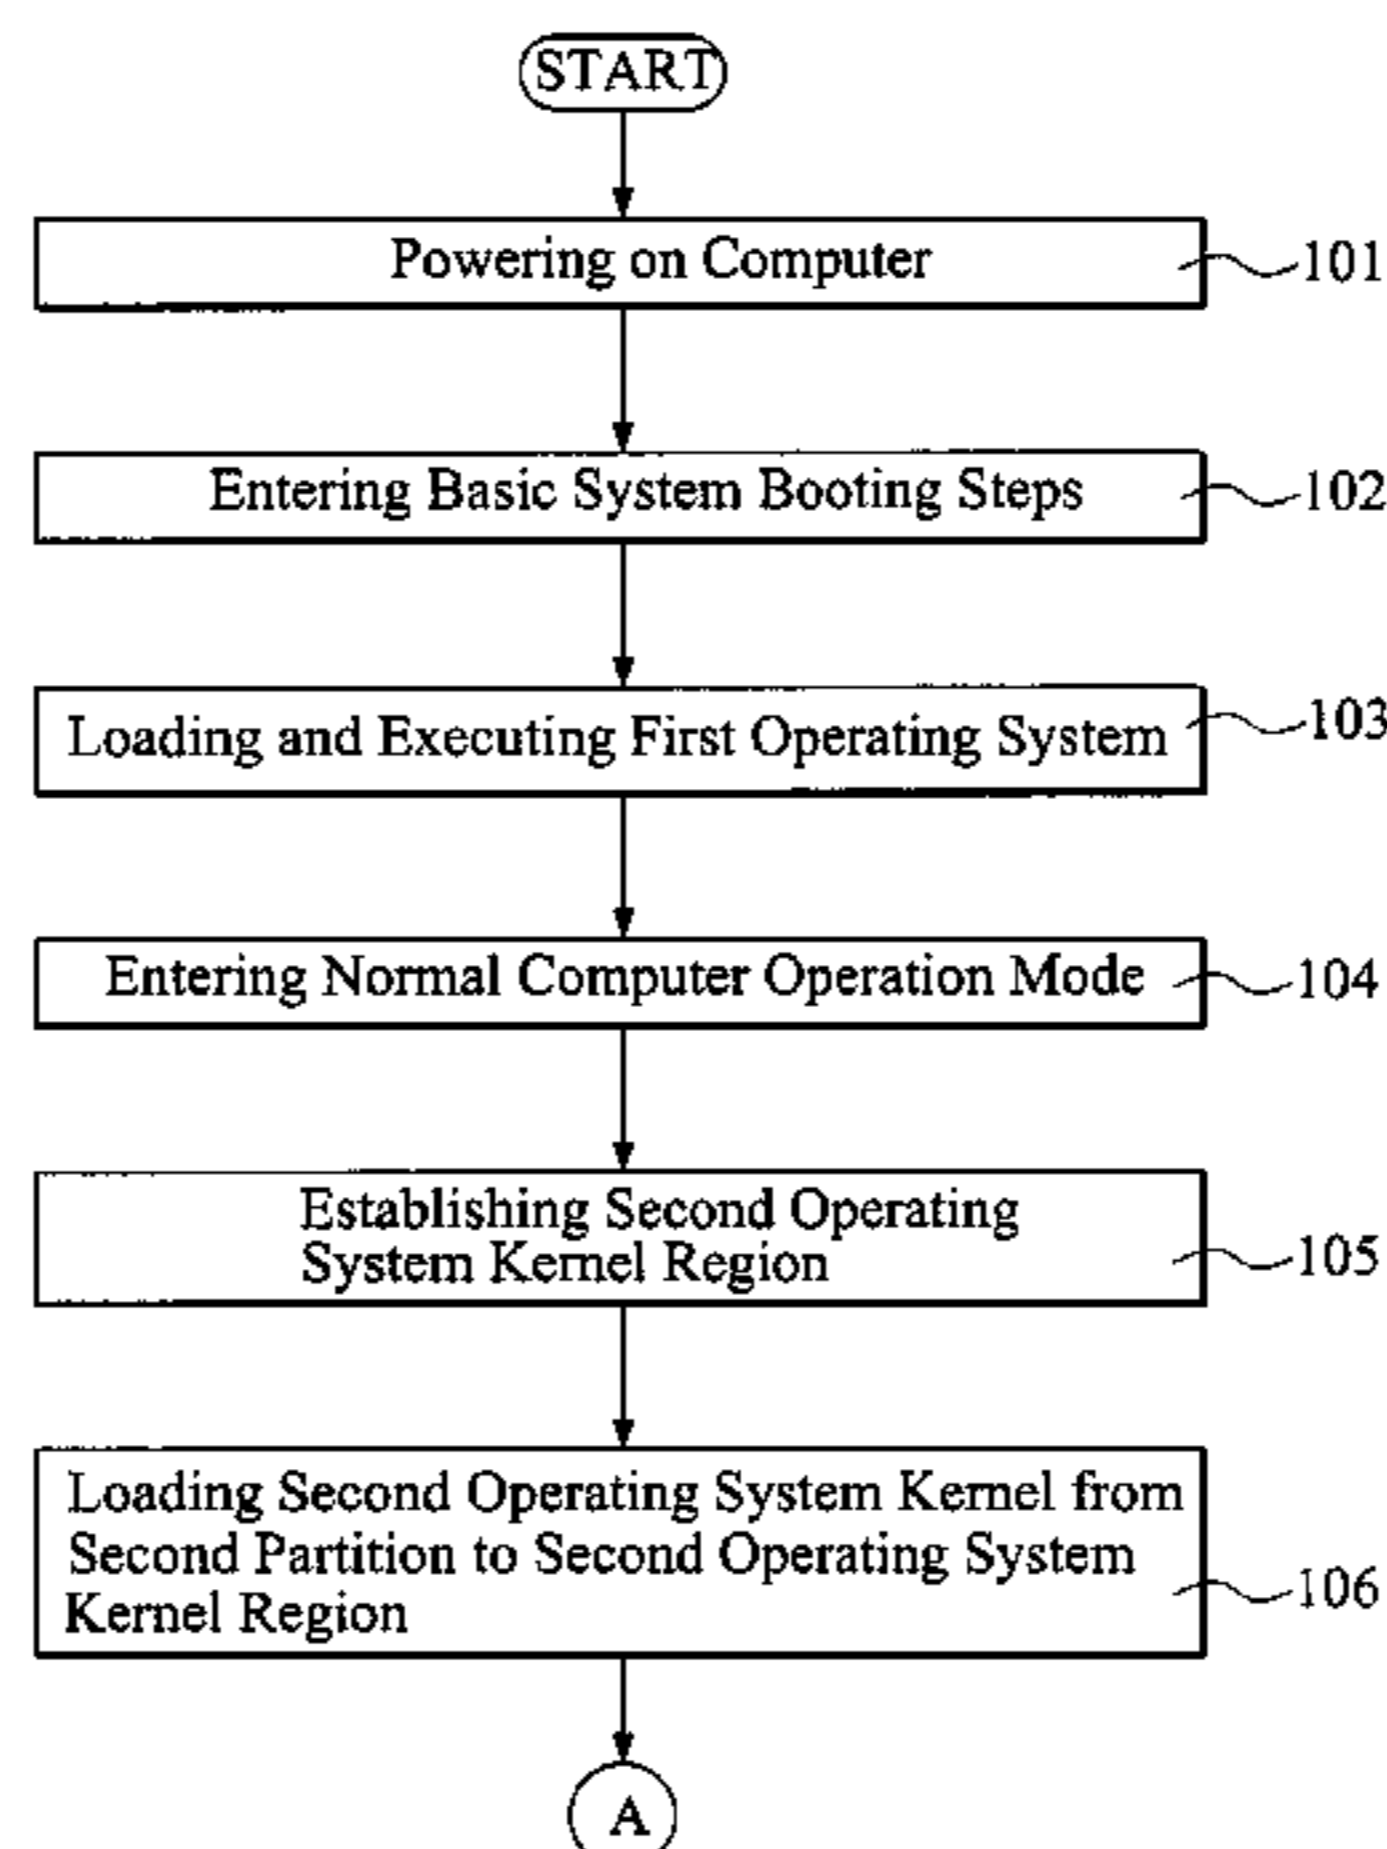 START
Powering on Computer
101
Entering Basic System Booting Steps
102
Loading and Executing First Operating System
103
Entering Normal Computer Operation Mode
104
Establishing Second Operating
System Kernel Region
105
Loading Second Operating System Kernel from
Second Partition to Second Operating System
Kernel Region
106
A